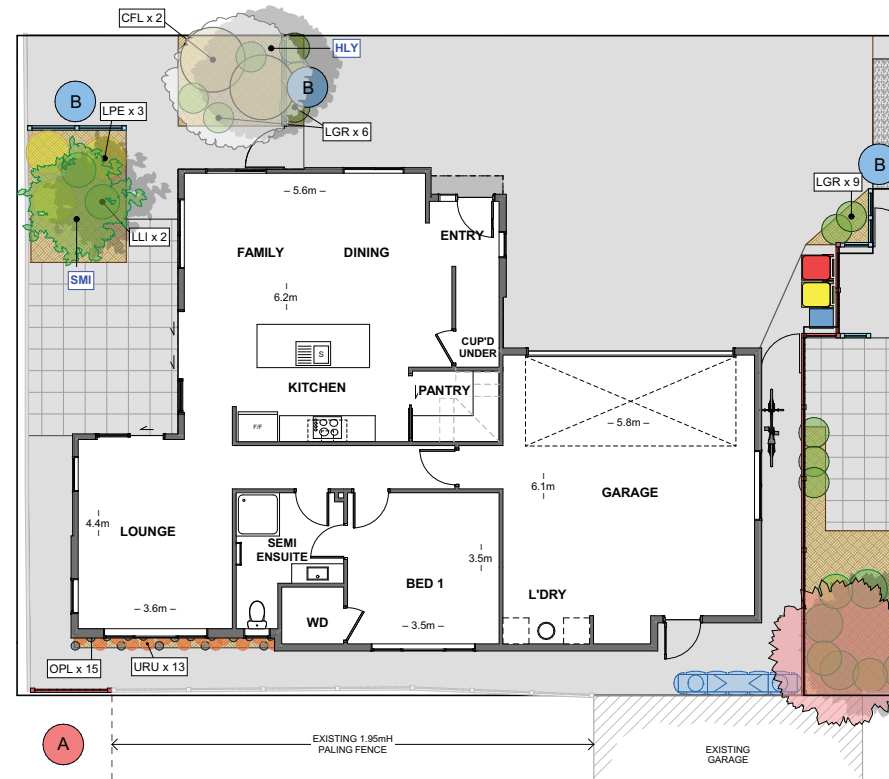 CFL x 2
HLY
B
B
LPE x 3
LGR x 6
B
LGR x 9
– 5.6m –
ENTRY
FAMILY
DINING
LLI x 2
SMI
6.2m
S
CUP'D
UNDER
KITCHEN
PANTRY
F/F
– 5.8m –
6.1m
GARAGE
4.4m
LOUNGE
SEMI
ENSUITE
3.5m
BED 1
L'DRY
– 3.6m –
WD
– 3.5m –
OPL x 15
URU x 13
A
EXISTING 1.95mH
PALING FENCE
EXISTING
GARAGE